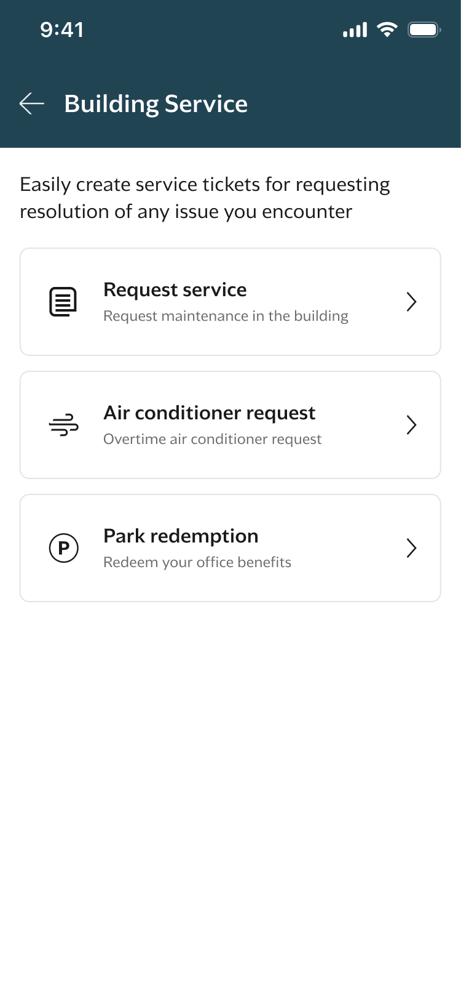 9:41
Building Service
Easily create service tickets for requesting
resolution of any issue you encounter
Request service
Request maintenance in the building
Air conditioner request
Overtime air conditioner request
P
Park redemption
Redeem your office benefits